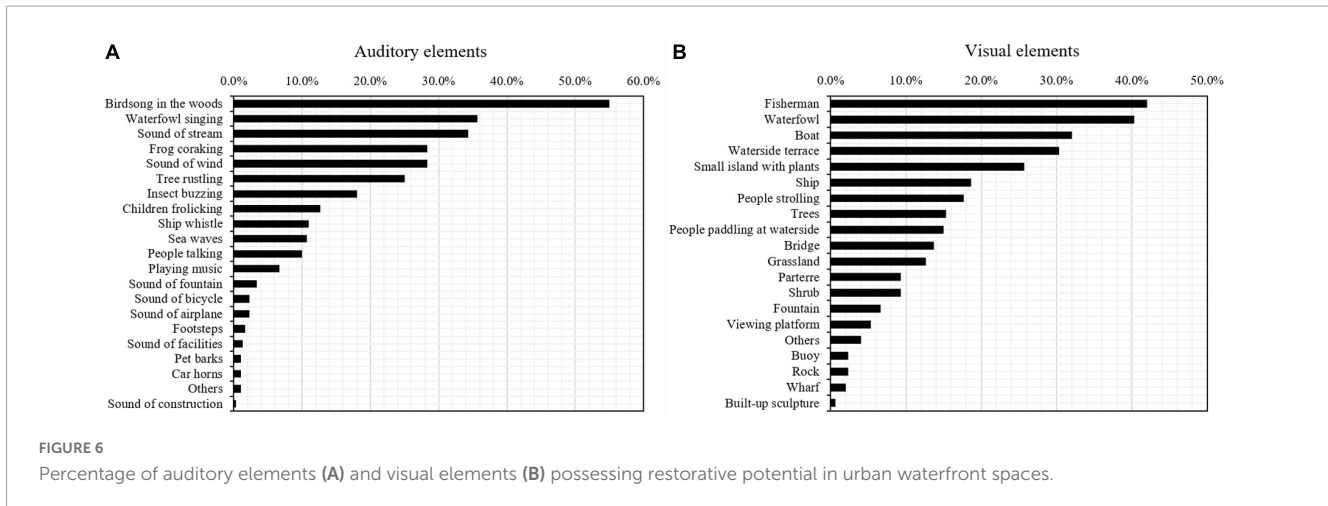 A
Auditory elements
0.0% 10.0% 20.0% 30.0% 40.0% 50.0% 60.0%
Birdsong in the woods
Waterfowl singing
Sound of stream
Frog coraking
Sound of wind
Tree rustling
Insect buzzing
Children frolicking
Ship whistle
Sea waves
People talking
Playing music
Sound of fountain
Sound of bicycle
Sound of airplane
Footsteps
Sound of facilities
Pet barks
Car horns
Others
Sound of construction
B
Visual elements
0.0% 10.0% 20.0% 30.0% 40.0% 50.0%
Fisherman
Waterfowl
Boat
Waterside terrace
Small island with plants
Ship
People strolling
Trees
People paddling at waterside
Bridge
Grassland
Parterre
Shrub
Fountain
Viewing platform
Others
Buoy
Rock
Wharf
Built-up sculpture
FIGURE 6
Percentage of auditory elements (A) and visual elements (B) possessing restorative potential in urban waterfront spaces.